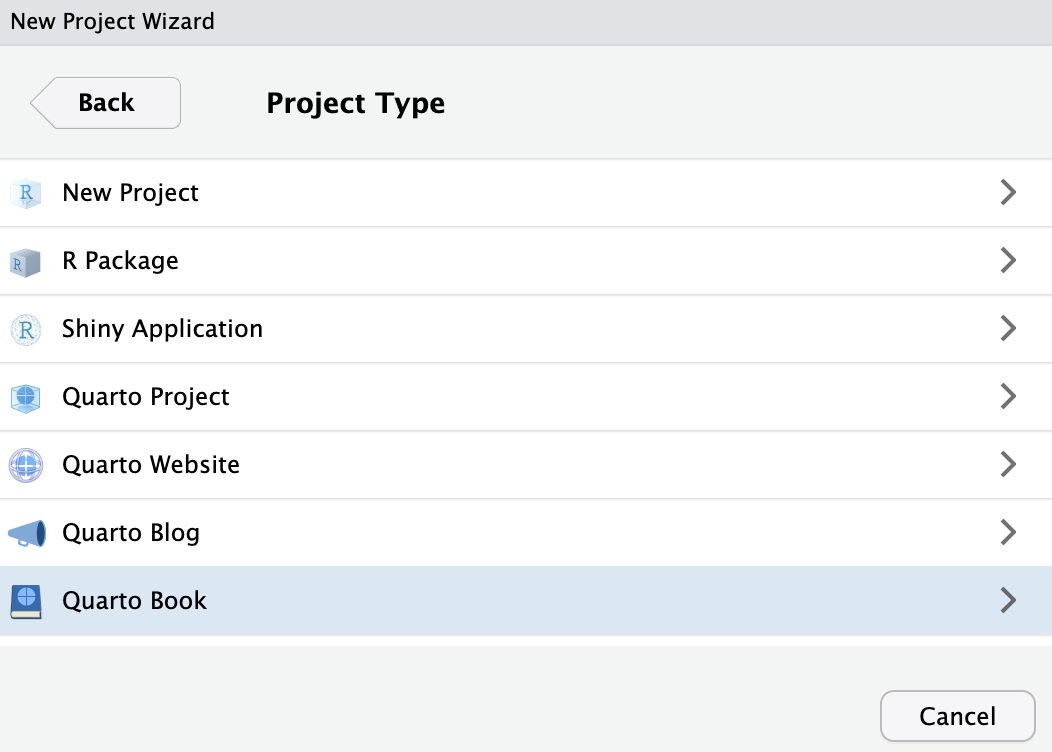 New Project Wizard
Back
Project Type
R New Project
R R Package
R Shiny Application
Quarto Project
Quarto Website
Quarto Blog
Quarto Book
Cancel